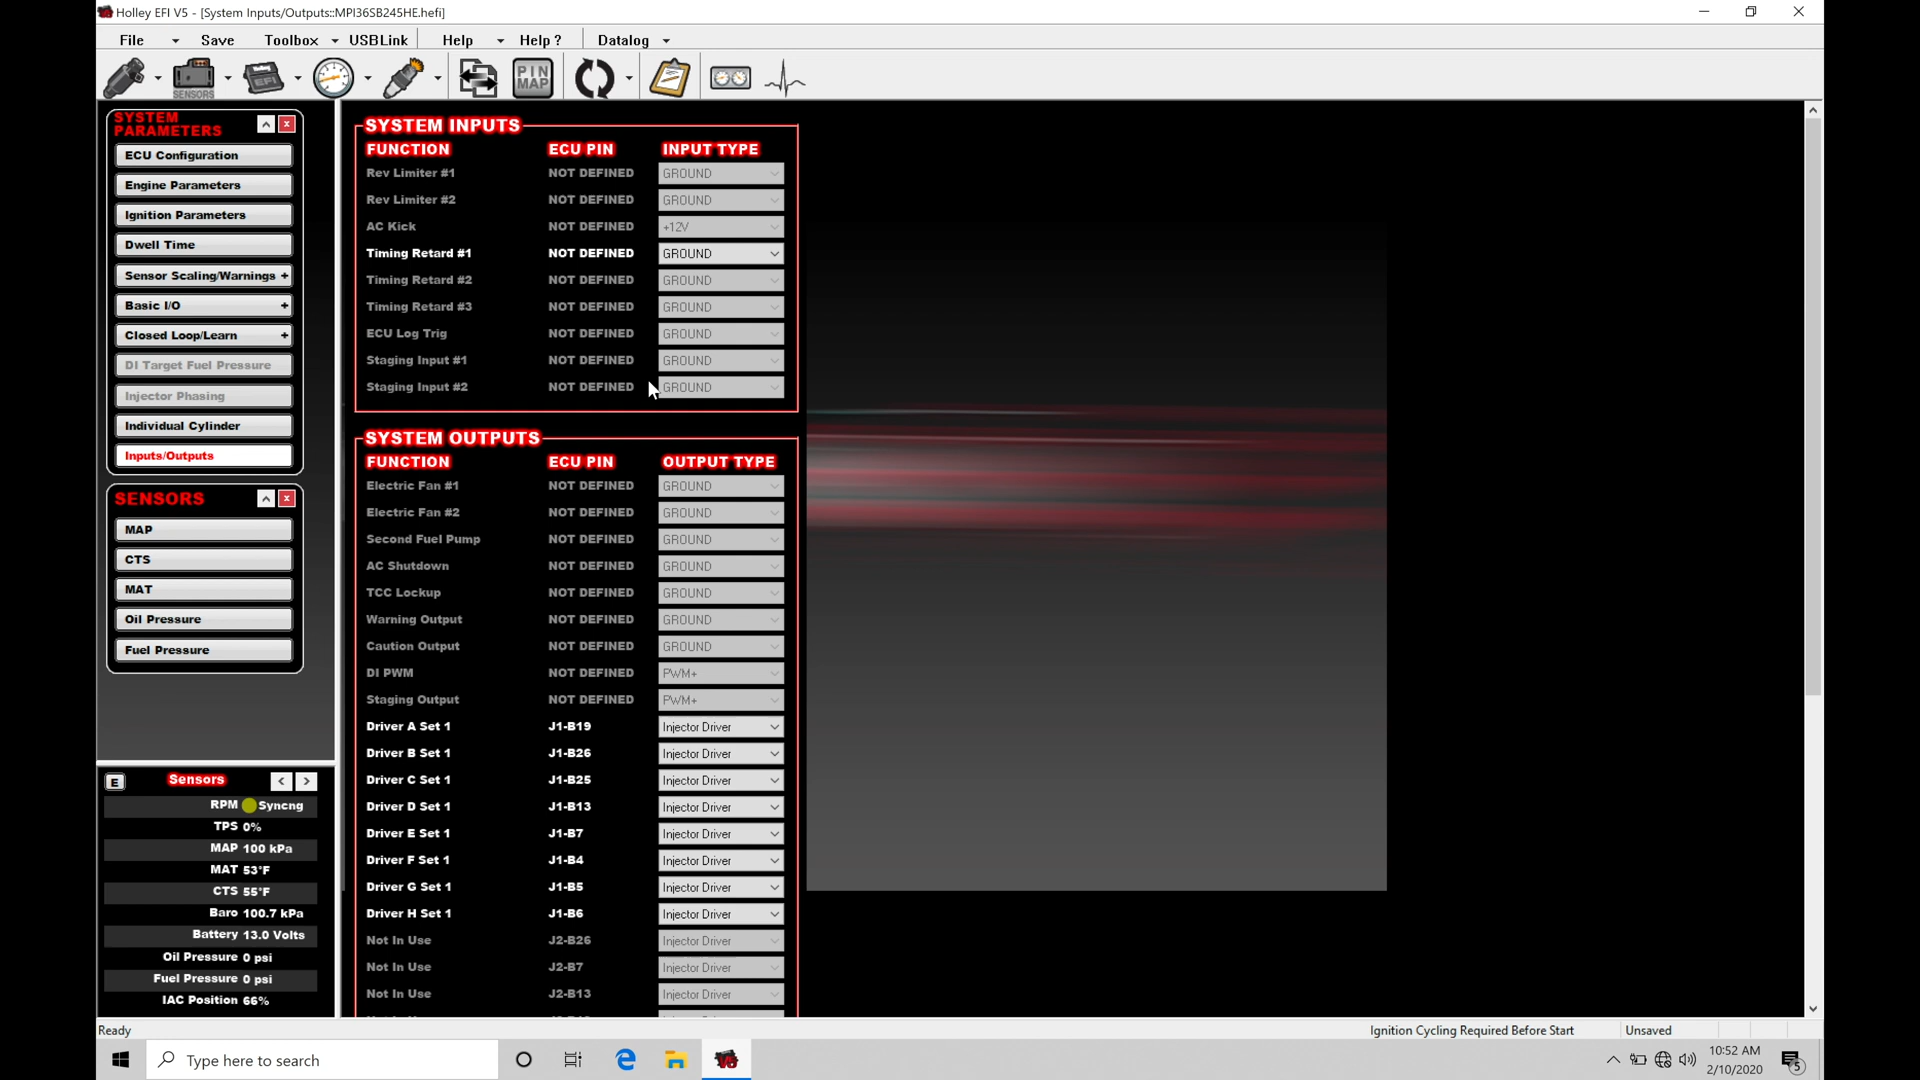 Holley EFI V5 - [System Inputs/Outputs::MPI36SB245HE.hefi]
File Save Toolbox USBLink Help Help ? Datalog
SENSORS EFI PIN MAP
SYSTEM PARAMETERS
ECU Configuration
Engine Parameters
Ignition Parameters
Dwell Time
Sensor Scaling/Warnings +
Basic I/O +
Closed Loop/Learn +
DI Target Fuel Pressure
Injector Phasing
Individual Cylinder
Inputs/Outputs
SENSORS
MAP
CTS
MAT
Oil Pressure
Fuel Pressure
E Sensors < >
RPM Syncng
TPS 0%
MAP 100 kPa
MAT 53°F
CTS 55°F
Baro 100.7 kPa
Battery 13.0 Volts
Oil Pressure 0 psi
Fuel Pressure 0 psi
IAC Position 66%
SYSTEM INPUTS
FUNCTION ECU PIN INPUT TYPE
Rev Limiter #1 NOT DEFINED GROUND
Rev Limiter #2 NOT DEFINED GROUND
AC Kick NOT DEFINED +12V
Timing Retard #1 NOT DEFINED GROUND
Timing Retard #2 NOT DEFINED GROUND
Timing Retard #3 NOT DEFINED GROUND
ECU Log Trig NOT DEFINED GROUND
Staging Input #1 NOT DEFINED GROUND
Staging Input #2 NOT DEFINED GROUND
SYSTEM OUTPUTS
FUNCTION ECU PIN OUTPUT TYPE
Electric Fan #1 NOT DEFINED GROUND
Electric Fan #2 NOT DEFINED GROUND
Second Fuel Pump NOT DEFINED GROUND
AC Shutdown NOT DEFINED GROUND
TCC Lockup NOT DEFINED GROUND
Warning Output NOT DEFINED GROUND
Caution Output NOT DEFINED GROUND
DI PWM NOT DEFINED PWM+
Staging Output NOT DEFINED PWM+
Driver A Set 1 J1-B19 Injector Driver
Driver B Set 1 J1-B26 Injector Driver
Driver C Set 1 J1-B25 Injector Driver
Driver D Set 1 J1-B13 Injector Driver
Driver E Set 1 J1-B7 Injector Driver
Driver F Set 1 J1-B4 Injector Driver
Driver G Set 1 J1-B5 Injector Driver
Driver H Set 1 J1-B6 Injector Driver
Not In Use J2-B26 Injector Driver
Not In Use J2-B7 Injector Driver
Not In Use J2-B13 Injector Driver
Ready Ignition Cycling Required Before Start Unsaved
Type here to search
10:52 AM
2/10/2020
5